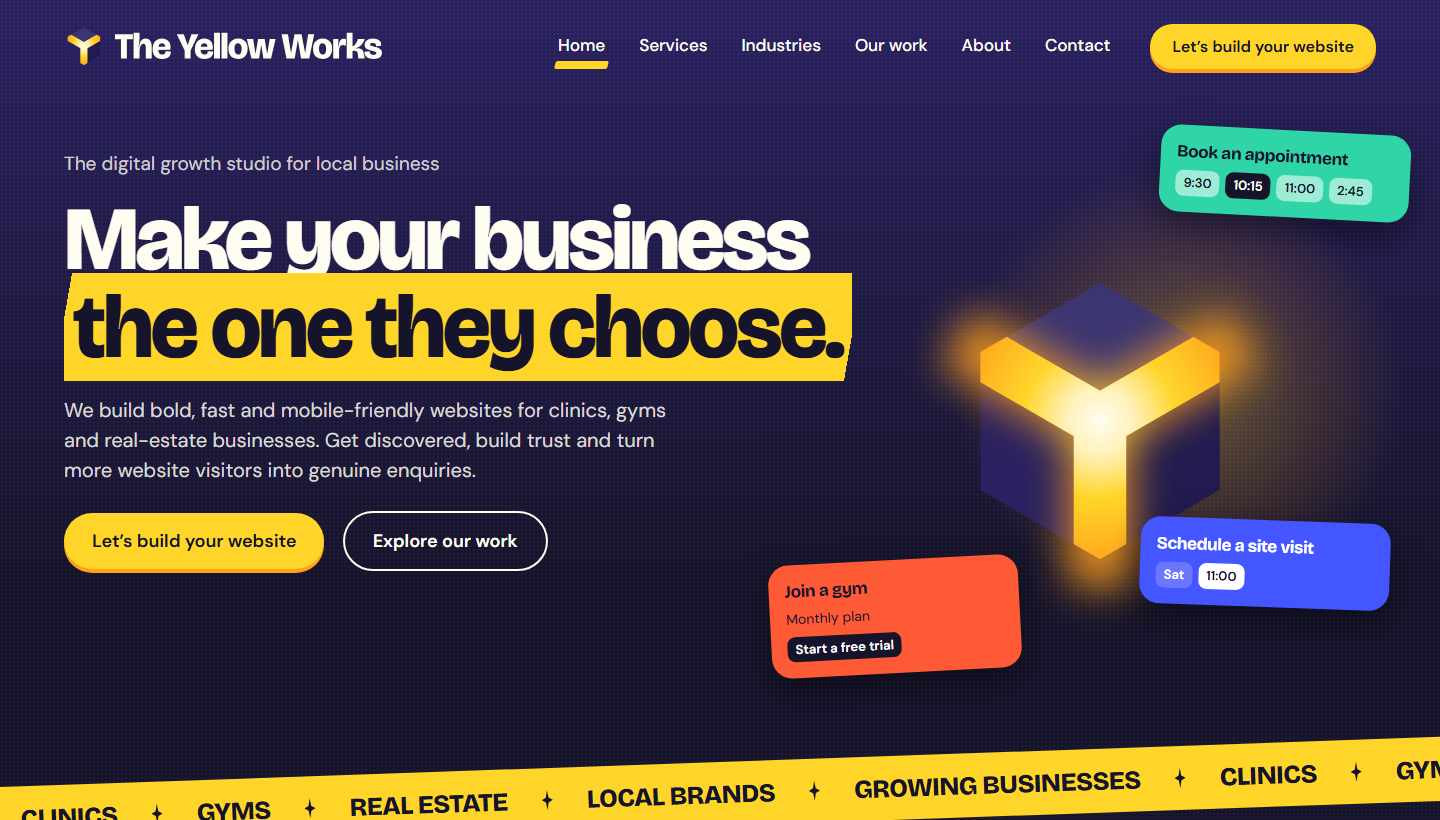 The Yellow Works
Home
Services
Industries
Our work
About
Contact
Let's build your website
The digital growth studio for local business
Make your business
the one they choose.
We build bold, fast and mobile-friendly websites for clinics, gyms
and real-estate businesses. Get discovered, build trust and turn
more website visitors into genuine enquiries.
Let's build your website
Explore our work
Book an appointment
9:30 10:15 11:00 2:45
Schedule a site visit
Sat 11:00
Join a gym
Monthly plan
Start a free trial
CLINICS GYMS REAL ESTATE LOCAL BRANDS GROWING BUSINESSES CLINICS GYM